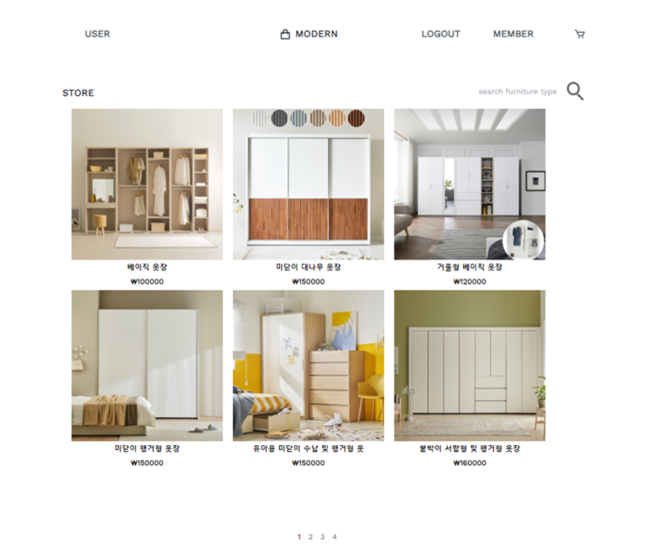 USER
MODERN
LOGOUT
MEMBER
STORE
search furniture type
베이직 옷장
₩100000
미닫이 대나무 옷장
₩150000
거울형 베이직 옷장
₩120000
미닫이 행거형 옷장
₩150000
유아용 미닫이 수납 및 행거형 옷
₩150000
붙박이 서랍형 및 행거형 옷장
₩160000
1 2 3 4